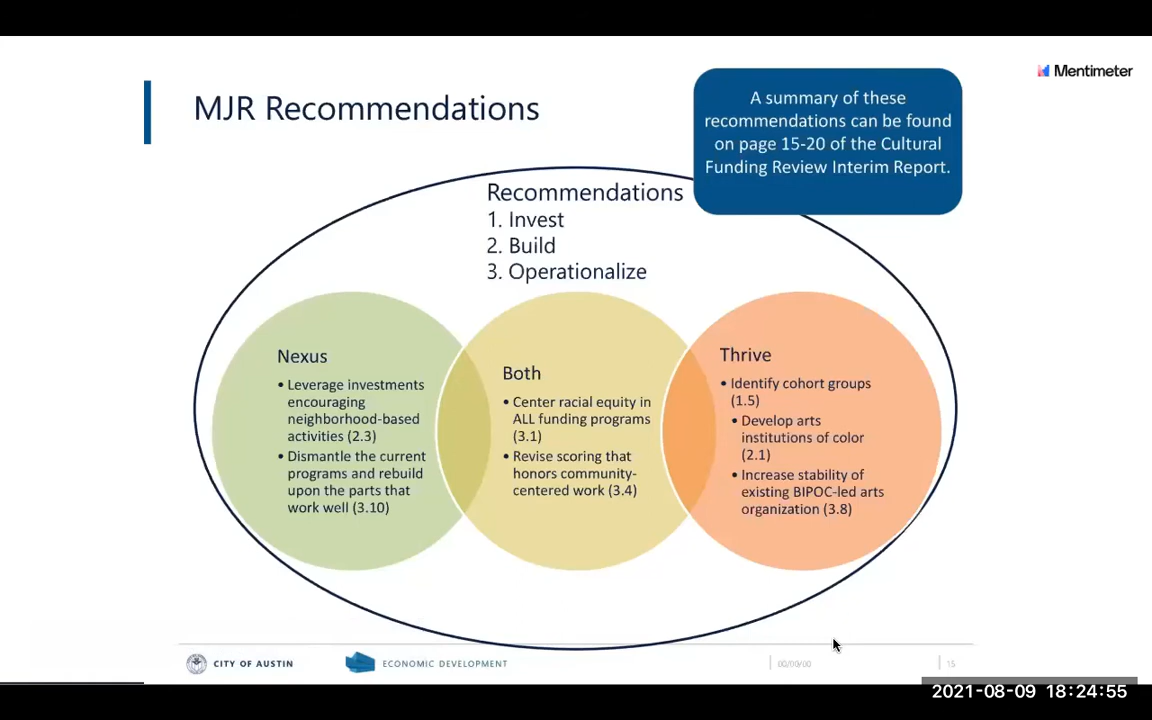 Mentimeter
MJR Recommendations
A summary of these
recommendations can be found
on page 15-20 of the Cultural
Funding Review Interim Report.
Recommendations
1. Invest
2. Build
3. Operationalize
Nexus
• Leverage investments
encouraging
neighborhood-based
activities (2.3)
• Dismantle the current
programs and rebuild
upon the parts that
work well (3.10)
Both
• Center racial equity in
ALL funding programs
(3.1)
• Revise scoring that
honors community-
centered work (3.4)
Thrive
• Identify cohort groups
(1.5)
• Develop arts
institutions of color
(2.1)
• Increase stability of
existing BIPOC-led arts
organization (3.8)
CITY OF AUSTIN
ECONOMIC DEVELOPMENT
00/00/00
15
2021-08-09 18:24:55